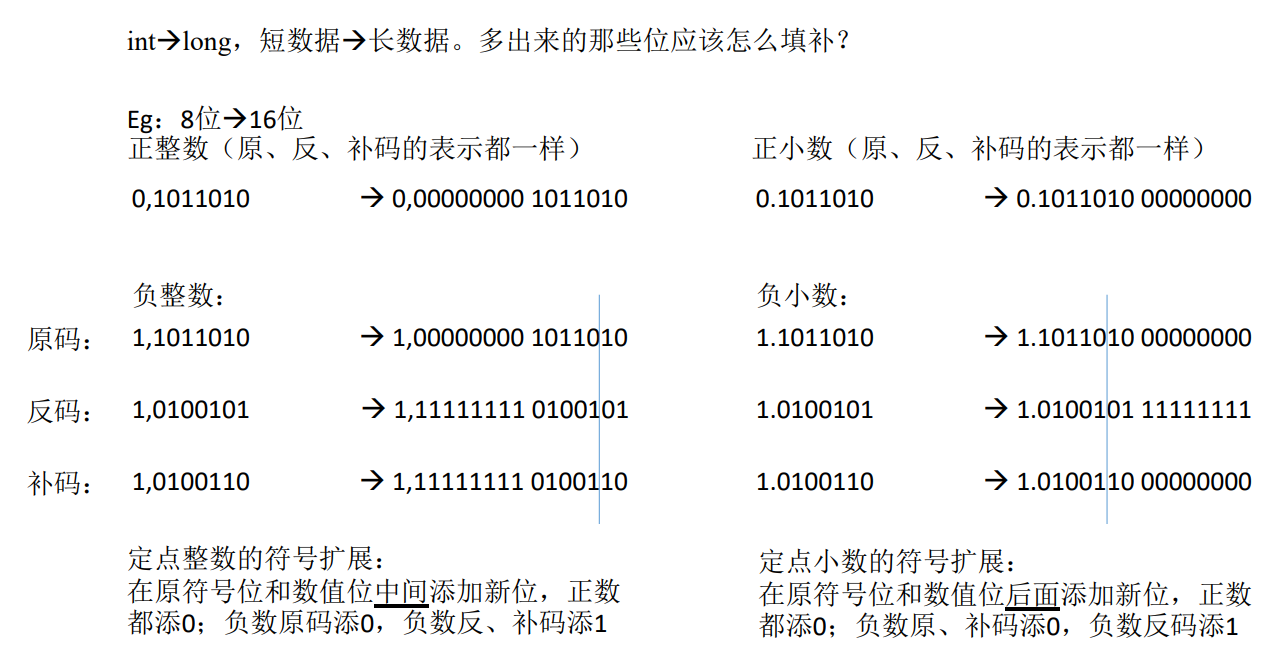 int→long，短数据→长数据。多出来的那些位应该怎么填补？
Eg：8位→16位
正整数（原、反、补码的表示都一样）
0,1011010 → 0,00000000 1011010
正小数（原、反、补码的表示都一样）
0.1011010 → 0.1011010 00000000
负整数：
原码： 1,1011010 → 1,00000000 1011010
反码： 1,0100101 → 1,11111111 0100101
补码： 1,0100110 → 1,11111111 0100110
定点整数的符号扩展：
在原符号位和数值位中间添加新位，正数
都添0；负数原码添0，负数反、补码添1
负小数：
1.1011010 → 1.1011010 00000000
1.0100101 → 1.0100101 11111111
1.0100110 → 1.0100110 00000000
定点小数的符号扩展：
在原符号位和数值位后面添加新位，正数
都添0；负数原、补码添0，负数反码添1